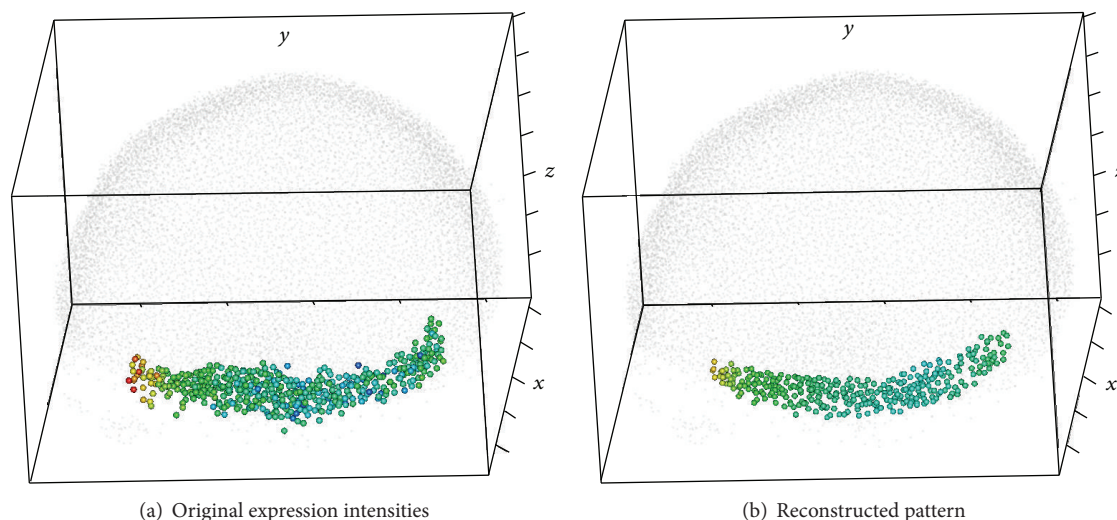 y
z
x
(a) Original expression intensities
y
z
x
(b) Reconstructed pattern